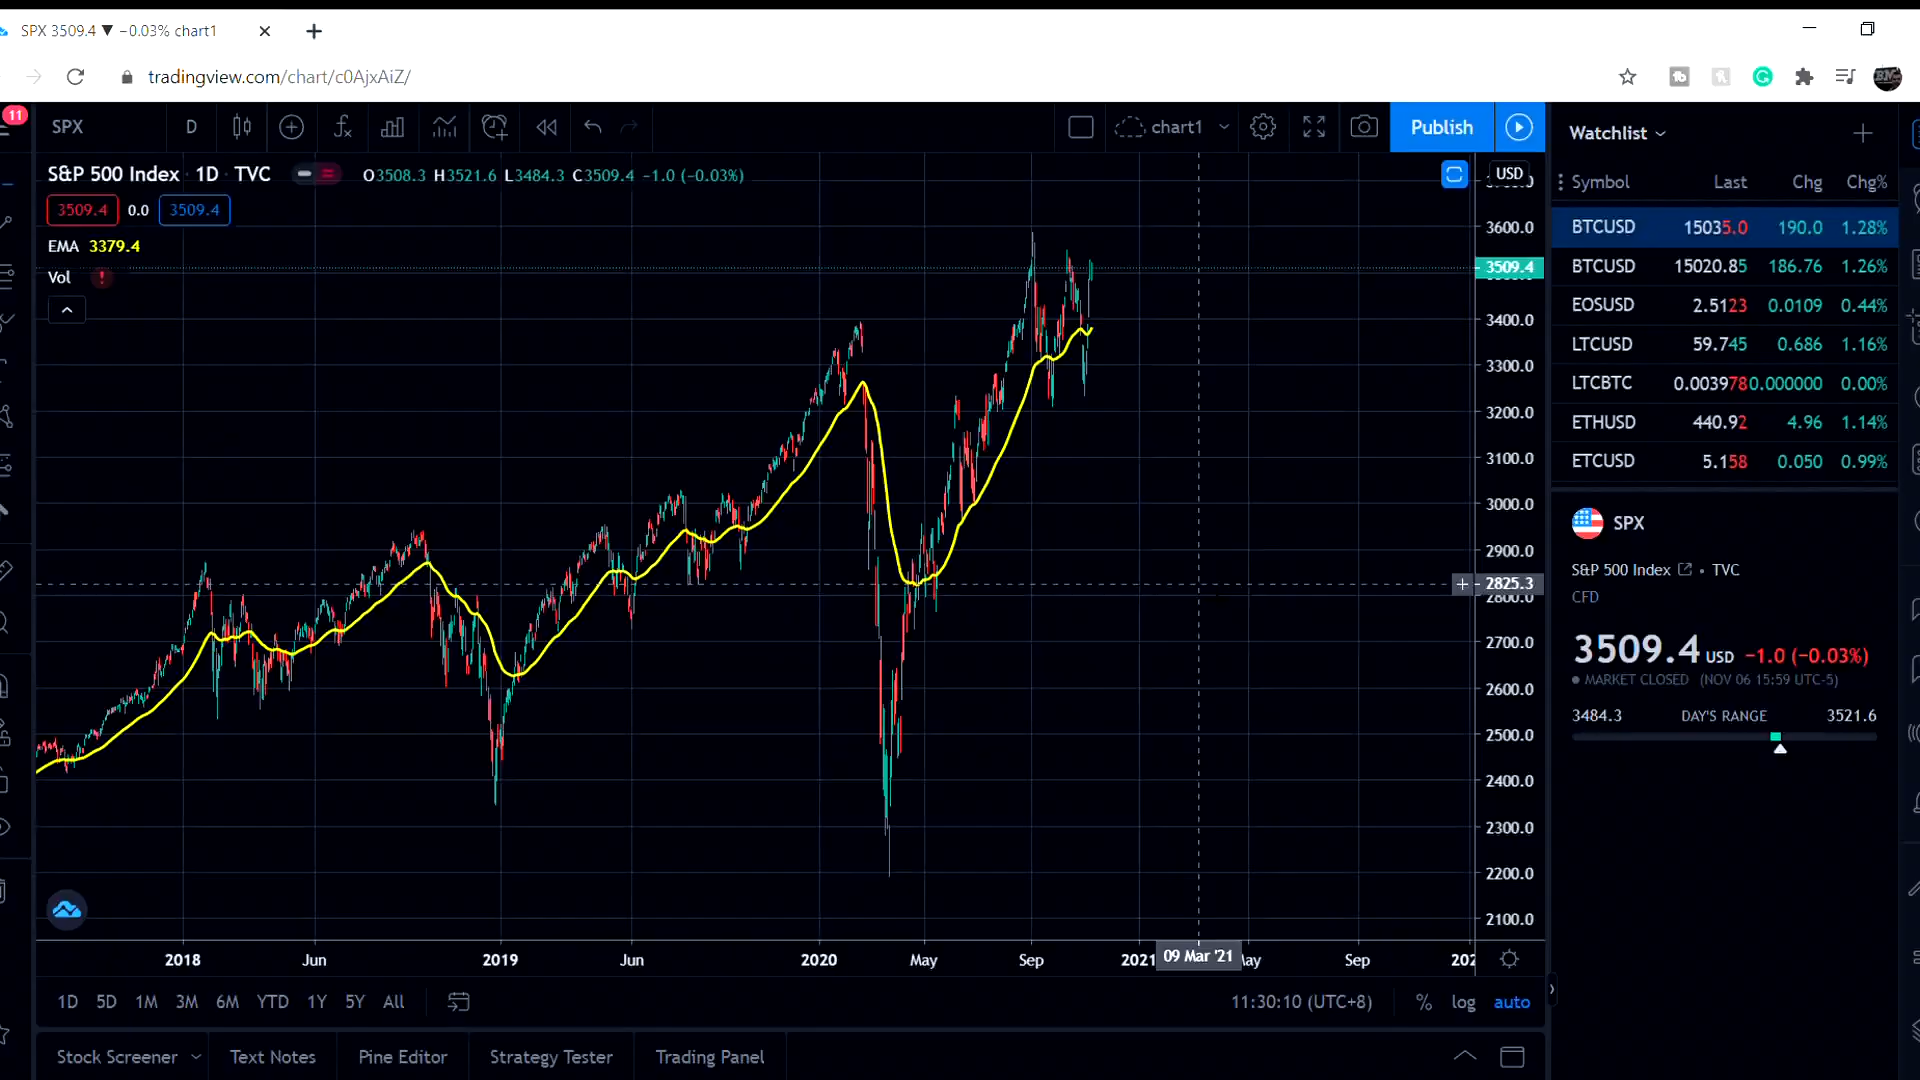 SPX 3509.4 ▼ −0.03% chart1
tradingview.com/chart/c0AjxAiZ/
11
SPX D chart1 Publish
S&P 500 Index · 1D · TVC O3508.3 H3521.6 L3484.3 C3509.4 −1.0 (−0.03%)
3509.4 0.0 3509.4
EMA 3379.4
Vol !
USD
3600.0
3509.4
3400.0
3300.0
3200.0
3100.0
3000.0
2900.0
2825.3
2800.0
2700.0
2600.0
2500.0
2400.0
2300.0
2200.0
2100.0
2018 Jun 2019 Jun 2020 May Sep 2021 09 Mar '21 Sep
1D 5D 1M 3M 6M YTD 1Y 5Y All 11:30:10 (UTC+8) % log auto
Stock Screener Text Notes Pine Editor Strategy Tester Trading Panel
Watchlist
Symbol Last Chg Chg%
BTCUSD 15035.0 190.0 1.28%
BTCUSD 15020.85 186.76 1.26%
EOSUSD 2.5123 0.0109 0.44%
LTCUSD 59.745 0.686 1.16%
LTCBTC 0.003978 0.000000 0.00%
ETHUSD 440.92 4.96 1.14%
ETCUSD 5.158 0.050 0.99%
SPX
S&P 500 Index • TVC
CFD
3509.4 USD −1.0 (−0.03%)
MARKET CLOSED (NOV 06 15:59 UTC-5)
3484.3 DAY'S RANGE 3521.6